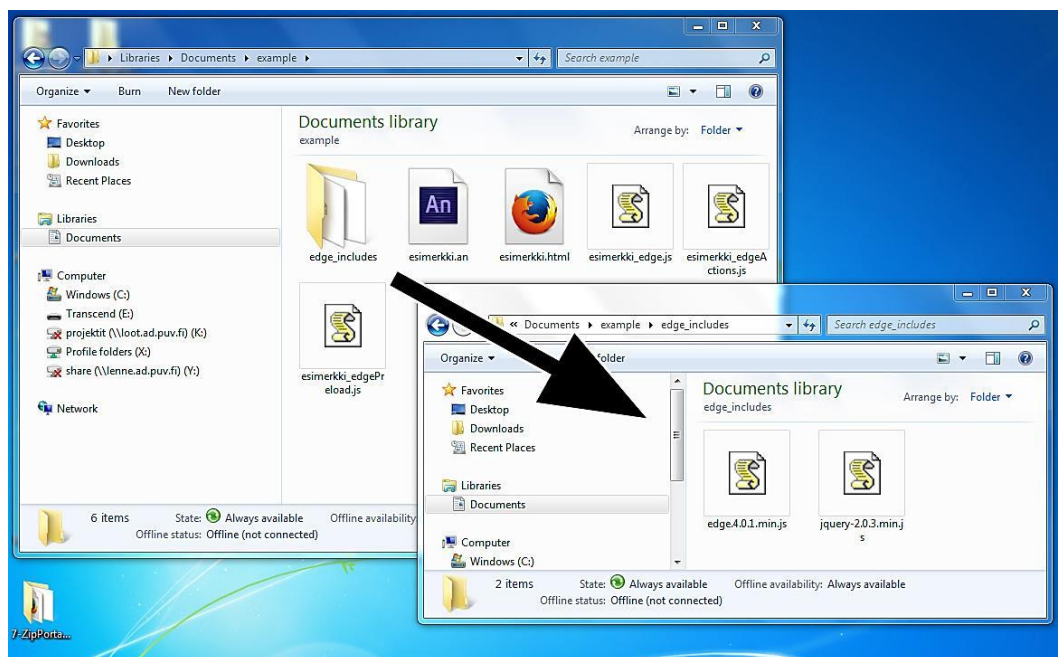 Libraries ▸ Documents ▸ example ▸
Search example
Organize ▾ Burn New folder
Favorites
Desktop
Downloads
Recent Places
Libraries
Documents
Computer
Windows (C:)
Transcend (E:)
projektit (\\loot.ad.puv.fi) (K:)
Profile folders (X:)
share (\\lenne.ad.puv.fi) (Y:)
Network
Documents library
example
Arrange by: Folder ▾
edge_includes
esimerkki.an
An
esimerkki.html
esimerkki_edge.js
esimerkki_edgeA
ctions.js
esimerkki_edgePr
eload.js
6 items
State: Always available
Offline availability:
Offline status: Offline (not connected)
« Documents ▸ example ▸ edge_includes
Search edge_includes
Organize ▾ folder
Favorites
Desktop
Downloads
Recent Places
Libraries
Documents
Computer
Windows (C:)
Documents library
edge_includes
Arrange by: Folder ▾
edge.4.0.1.min.js
jquery-2.0.3.min.j
s
2 items
State: Always available
Offline availability: Always available
Offline status: Offline (not connected)
7-ZipPorta...